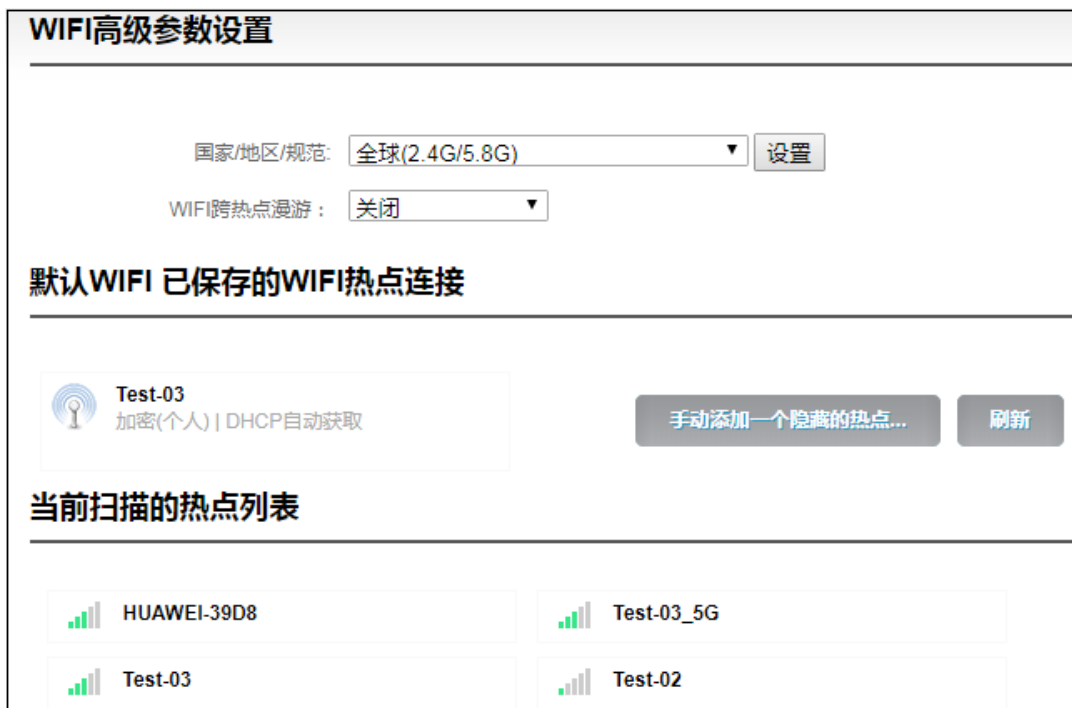 WIFI高级参数设置
国家/地区/规范: 全球(2.4G/5.8G) 设置
WIFI跨热点漫游： 关闭
默认WIFI 已保存的WIFI热点连接
Test-03
加密(个人) | DHCP自动获取
手动添加一个隐藏的热点... 刷新
当前扫描的热点列表
HUAWEI-39D8 Test-03_5G
Test-03 Test-02